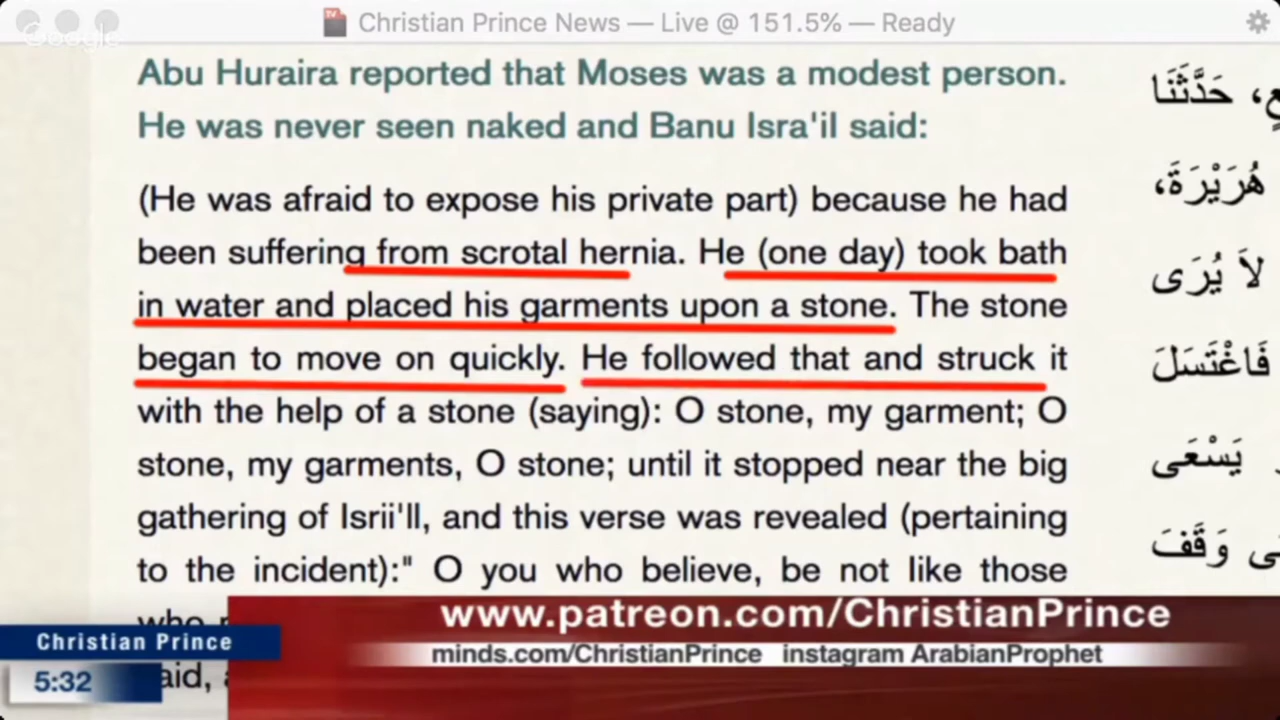 Christian Prince News — Live @ 151.5% — Ready
Google
Abu Huraira reported that Moses was a modest person.
He was never seen naked and Banu Isra'il said:
(He was afraid to expose his private part) because he had
been suffering from scrotal hernia. He (one day) took bath
in water and placed his garments upon a stone. The stone
began to move on quickly. He followed that and struck it
with the help of a stone (saying): O stone, my garment; O
stone, my garments, O stone; until it stopped near the big
gathering of Isrii'll, and this verse was revealed (pertaining
to the incident):" O you who believe, be not like those
who
حَدَّثَنَا
هُرَيْرَةَ،
لاَ يُرَى
فَاغْتَسَلَ
يَسْعَى
وَقَفَ
www.patreon.com/ChristianPrince
Christian Prince
minds.com/ChristianPrince instagram ArabianProphet
5:32